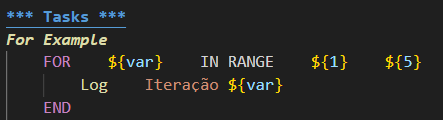 *** Tasks ***
For Example
FOR ${var} IN RANGE ${1} ${5}
Log Iteração ${var}
END